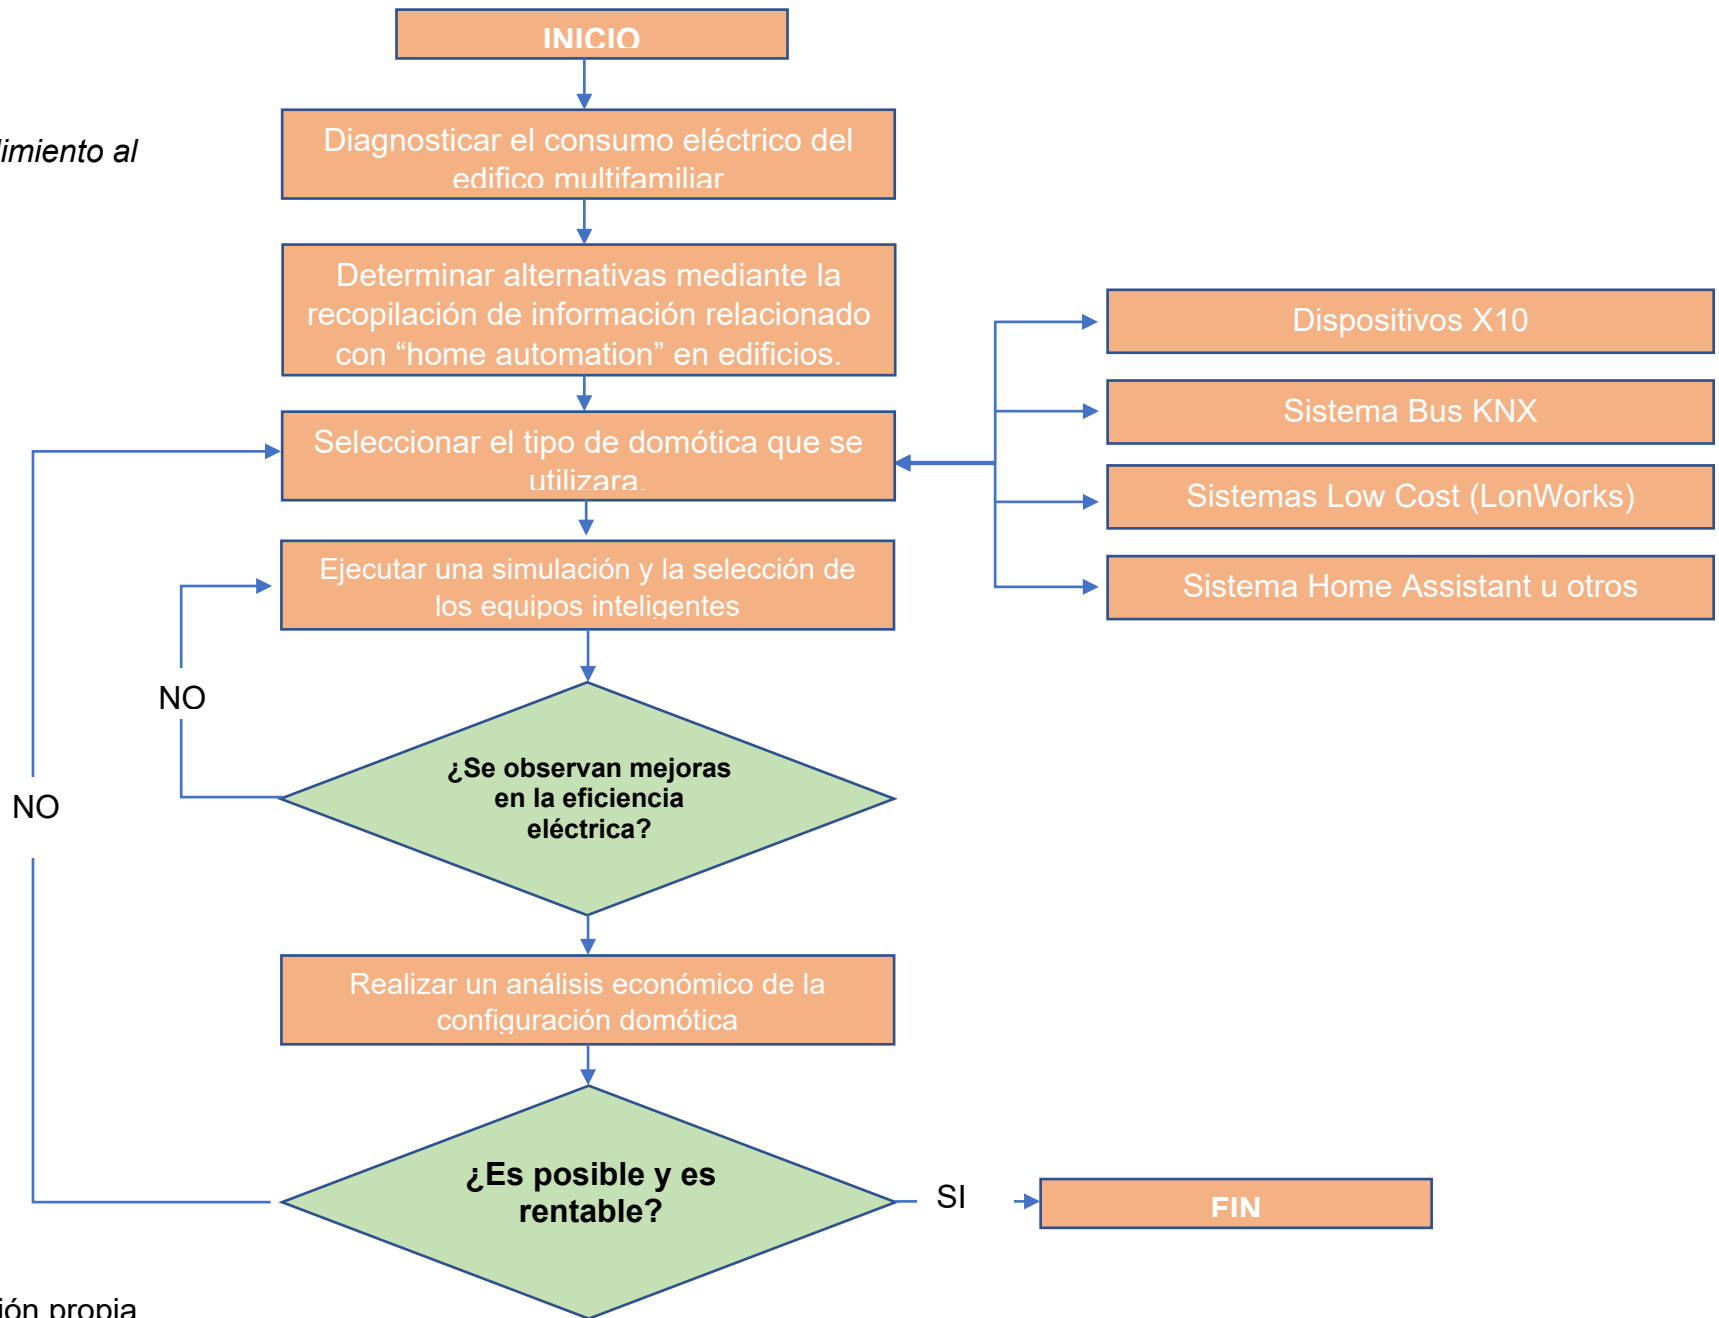 INICIO
Diagnosticar el consumo eléctrico del
edifico multifamiliar
limiento al
Determinar alternativas mediante la
recopilación de información relacionado
con “home automation” en edificios.
Seleccionar el tipo de domótica que se
utilizara.
Dispositivos X10
Sistema Bus KNX
Sistemas Low Cost (LonWorks)
Sistema Home Assistant u otros
Ejecutar una simulación y la selección de
los equipos inteligentes
NO
¿Se observan mejoras
en la eficiencia
eléctrica?
NO
Realizar un análisis económico de la
configuración domótica
¿Es posible y es
rentable?
SI
FIN
ión propia